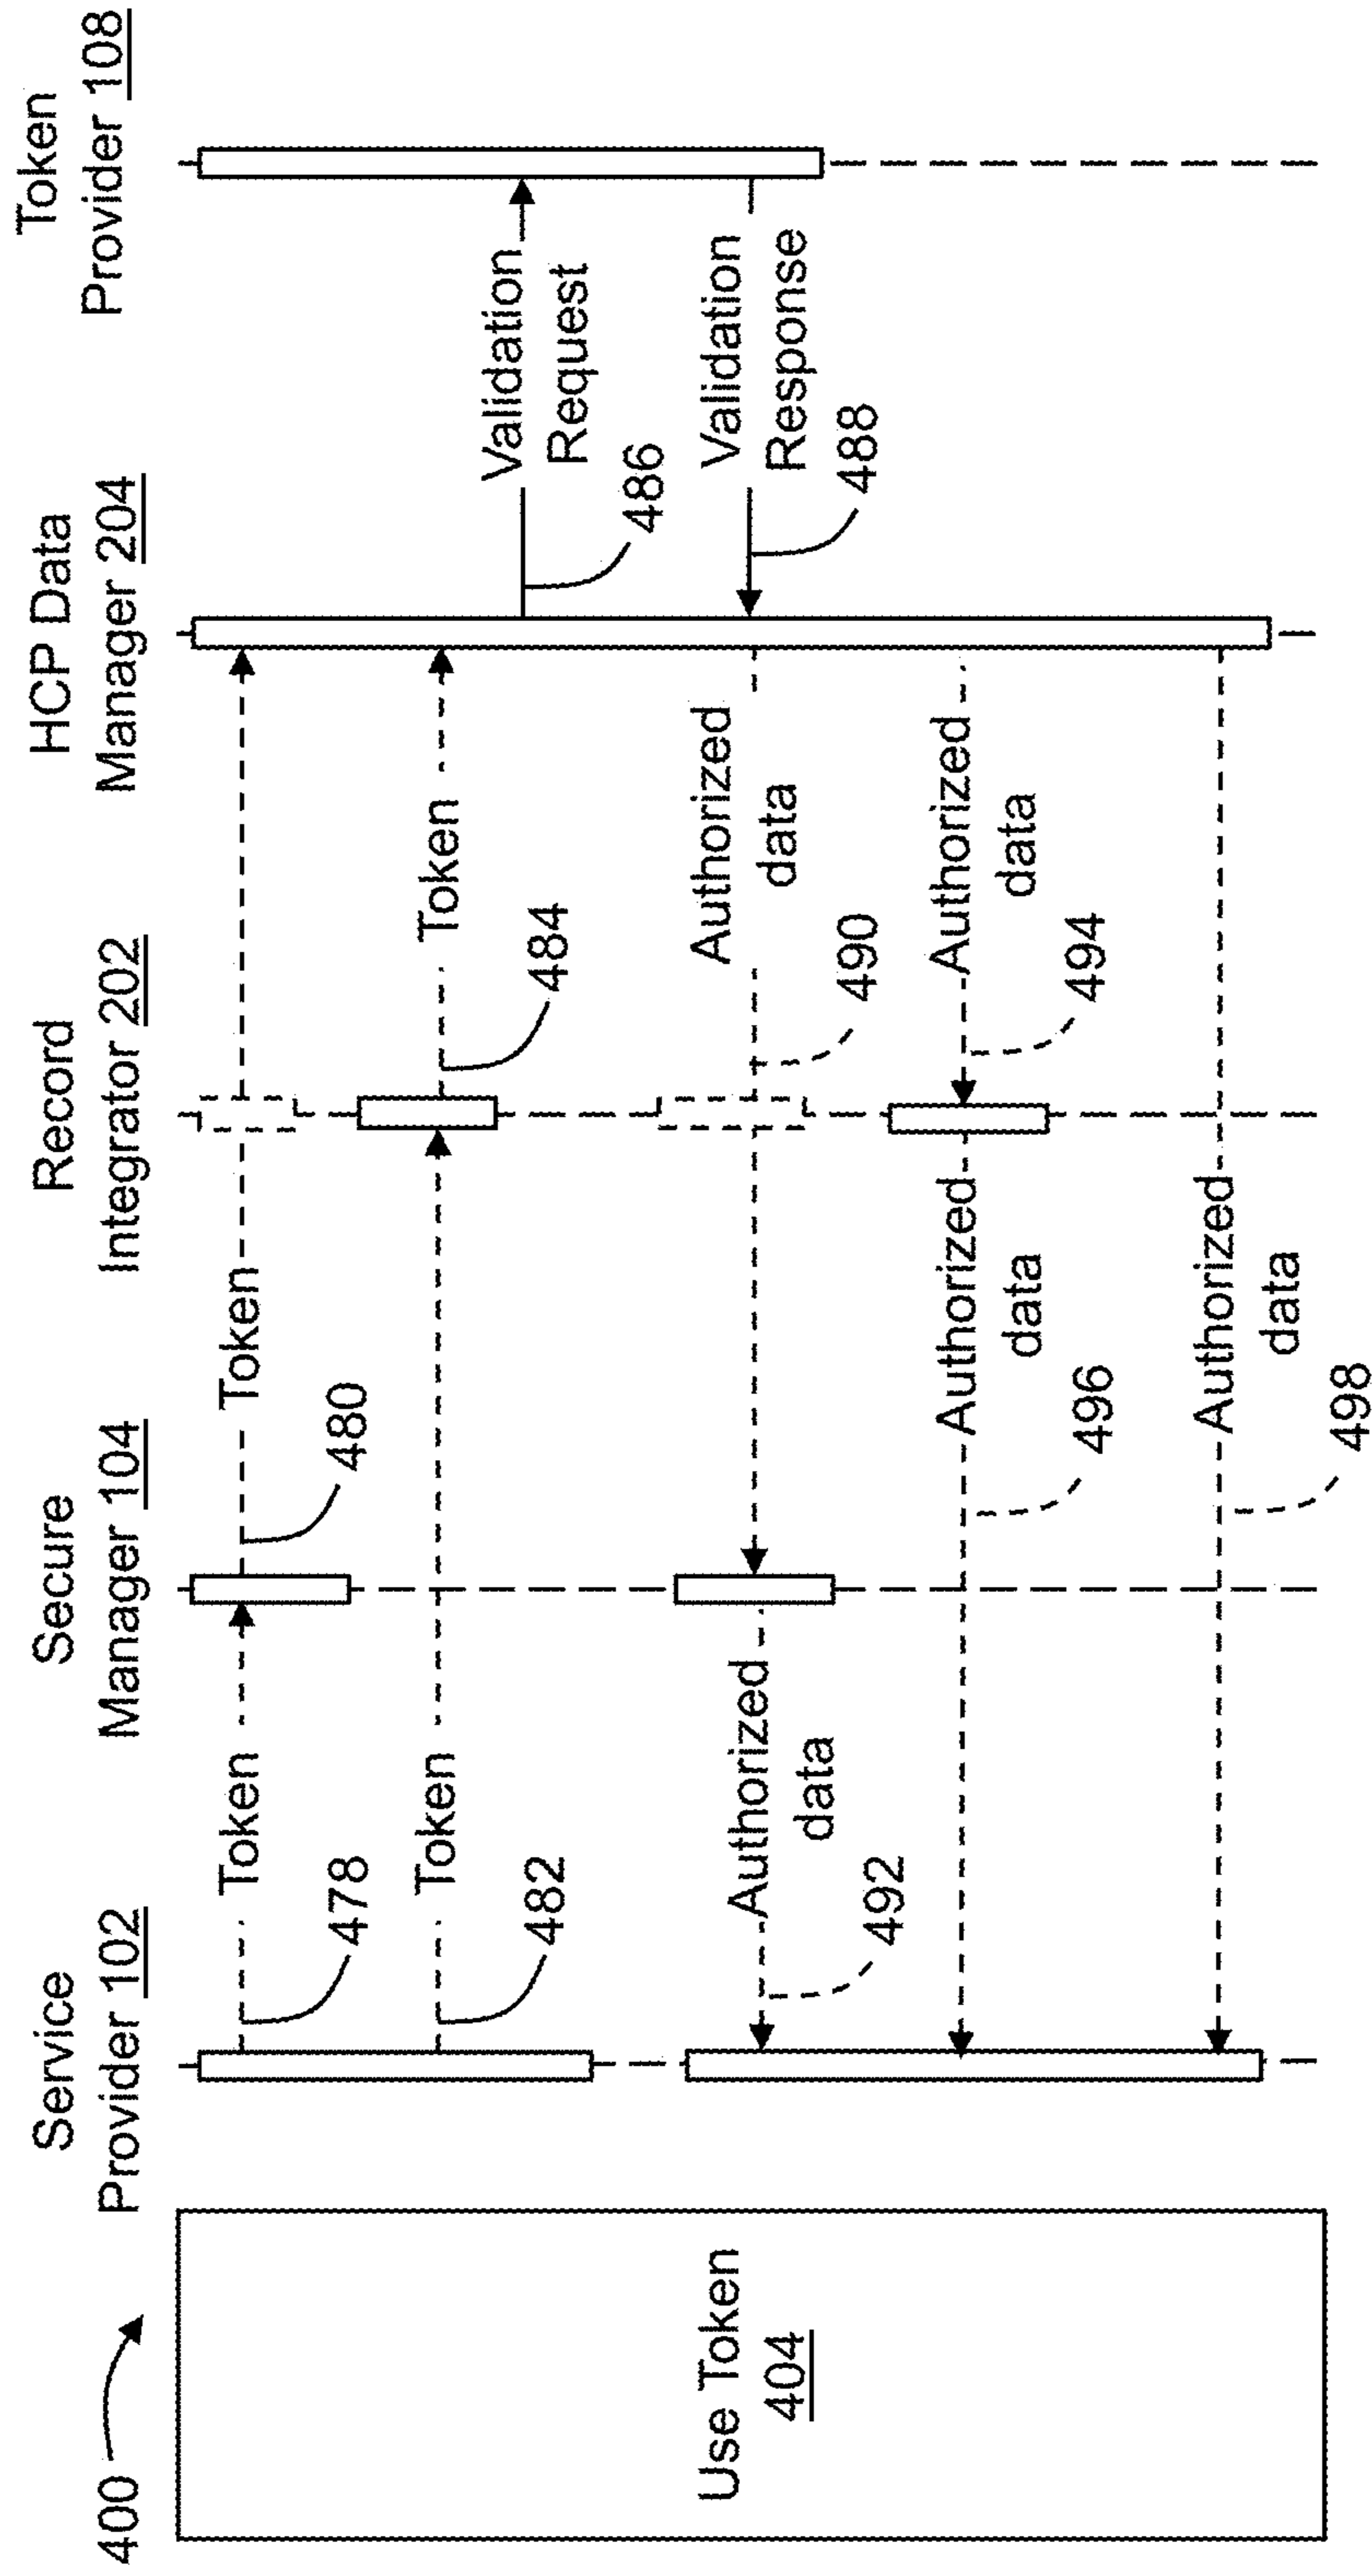 400
Service
Provider 102
Secure
Manager 104
Record
Integrator 202
HCP Data
Manager 204
Token
Provider 108
Use Token
404
Token
478
Token
480
Token
482
Token
484
Validation
Request
486
Validation
Response
488
Authorized
data
490
Authorized
data
492
Authorized
data
494
Authorized
data
496
Authorized
data
498